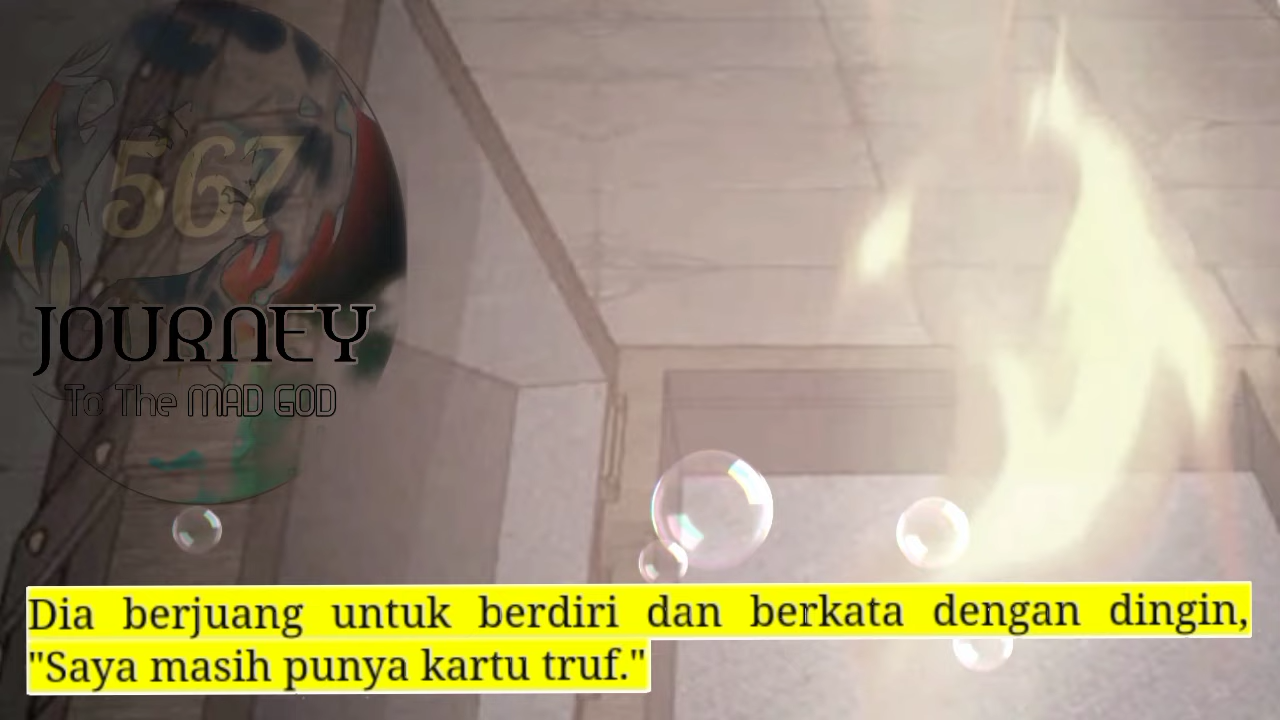 567
JOURNEY
To The MAD GOD
Dia berjuang untuk berdiri dan berkata dengan dingin,
"Saya masih punya kartu truf."